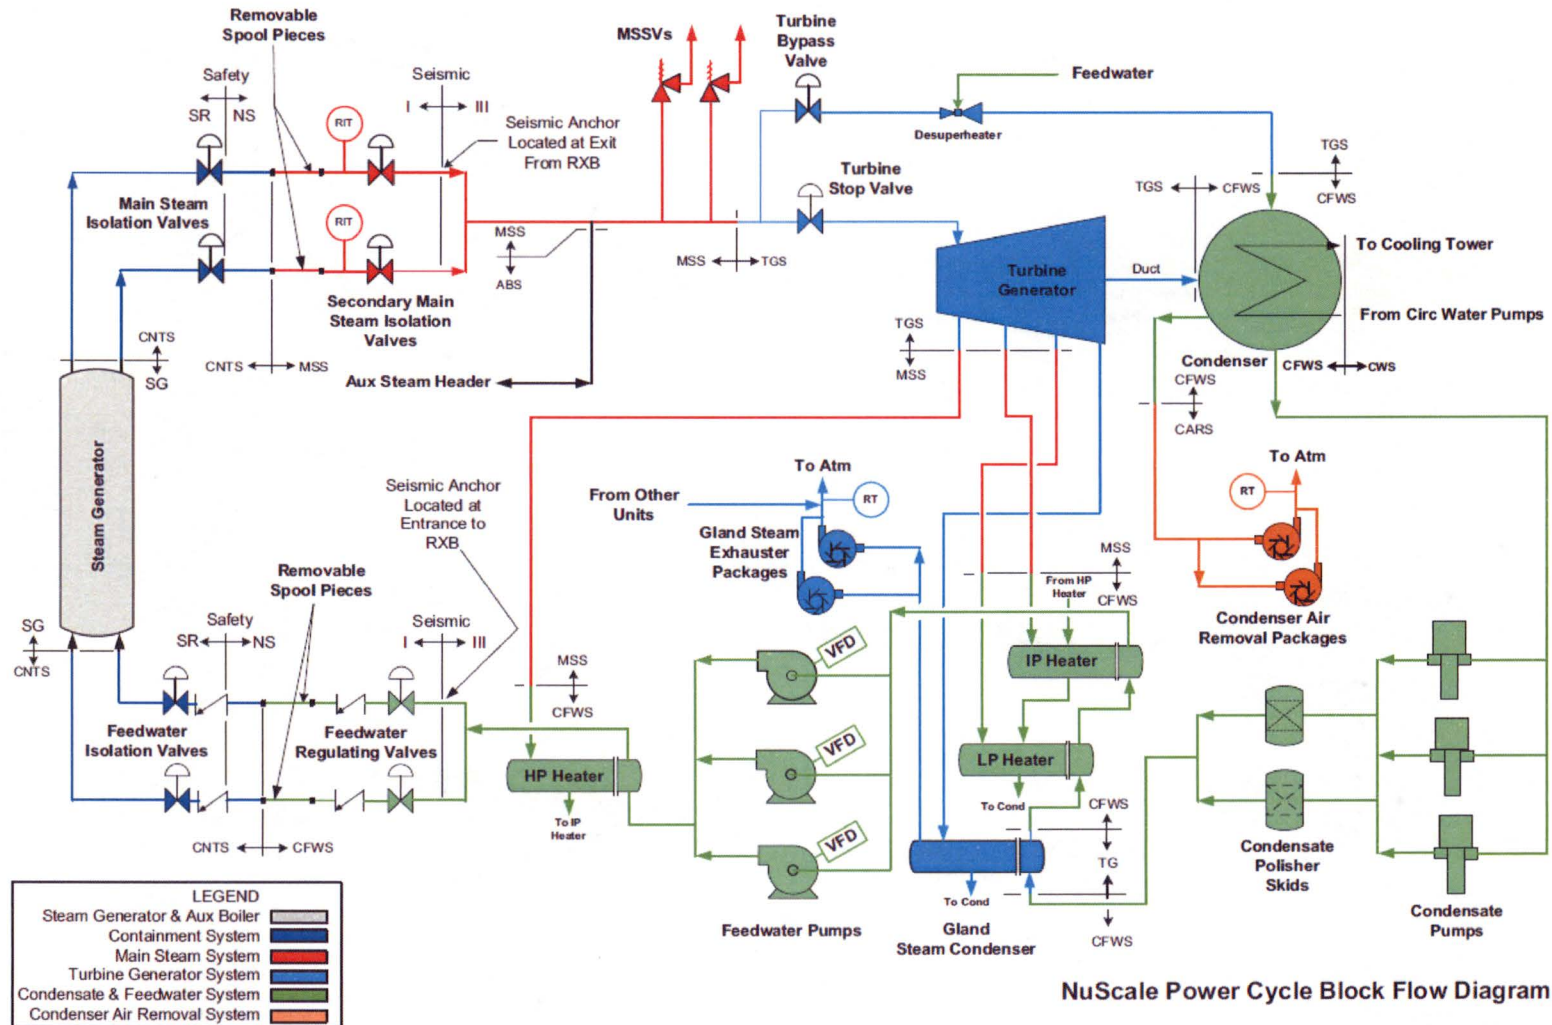 Removable
Spool Pieces
Safety
SR
NS
RIT
Seismic
I
III
Seismic Anchor
Located at Exit
From RXB
MSSVs
Turbine
Bypass
Valve
Feedwater
Desuperheater
TGS
CFWS
Main Steam
Isolation Valves
RIT
Secondary Main
Steam Isolation
Valves
MSS
ABS
MSS
TGS
Turbine
Stop Valve
Turbine
Generator
Duct
TGS
CFWS
To Cooling Tower
From Circ Water Pumps
Condenser
CFWS
CWS
CNTS
SG
CNTS
MSS
Aux Steam Header
TGS
MSS
CFWS
CARS
Steam Generator
Seismic Anchor
Located at
Entrance to
RXB
From Other
Units
To Atm
RT
Gland Steam
Exhauster
Packages
To Atm
RT
Condenser Air
Removal Packages
MSS
CFWS
From HP
Heater
SG
CNTS
Safety
SR
NS
Removable
Spool Pieces
Seismic
I
III
Feedwater
Isolation Valves
Feedwater
Regulating Valves
CNTS
CFWS
MSS
CFWS
HP Heater
To IP
Heater
VFD
VFD
VFD
Feedwater Pumps
IP Heater
LP Heater
To Cond
CFWS
TG
CFWS
To Cond
Gland
Steam Condenser
Condensate
Polisher
Skids
Condensate
Pumps
LEGEND
Steam Generator & Aux Boiler
Containment System
Main Steam System
Turbine Generator System
Condensate & Feedwater System
Condenser Air Removal System
NuScale Power Cycle Block Flow Diagram